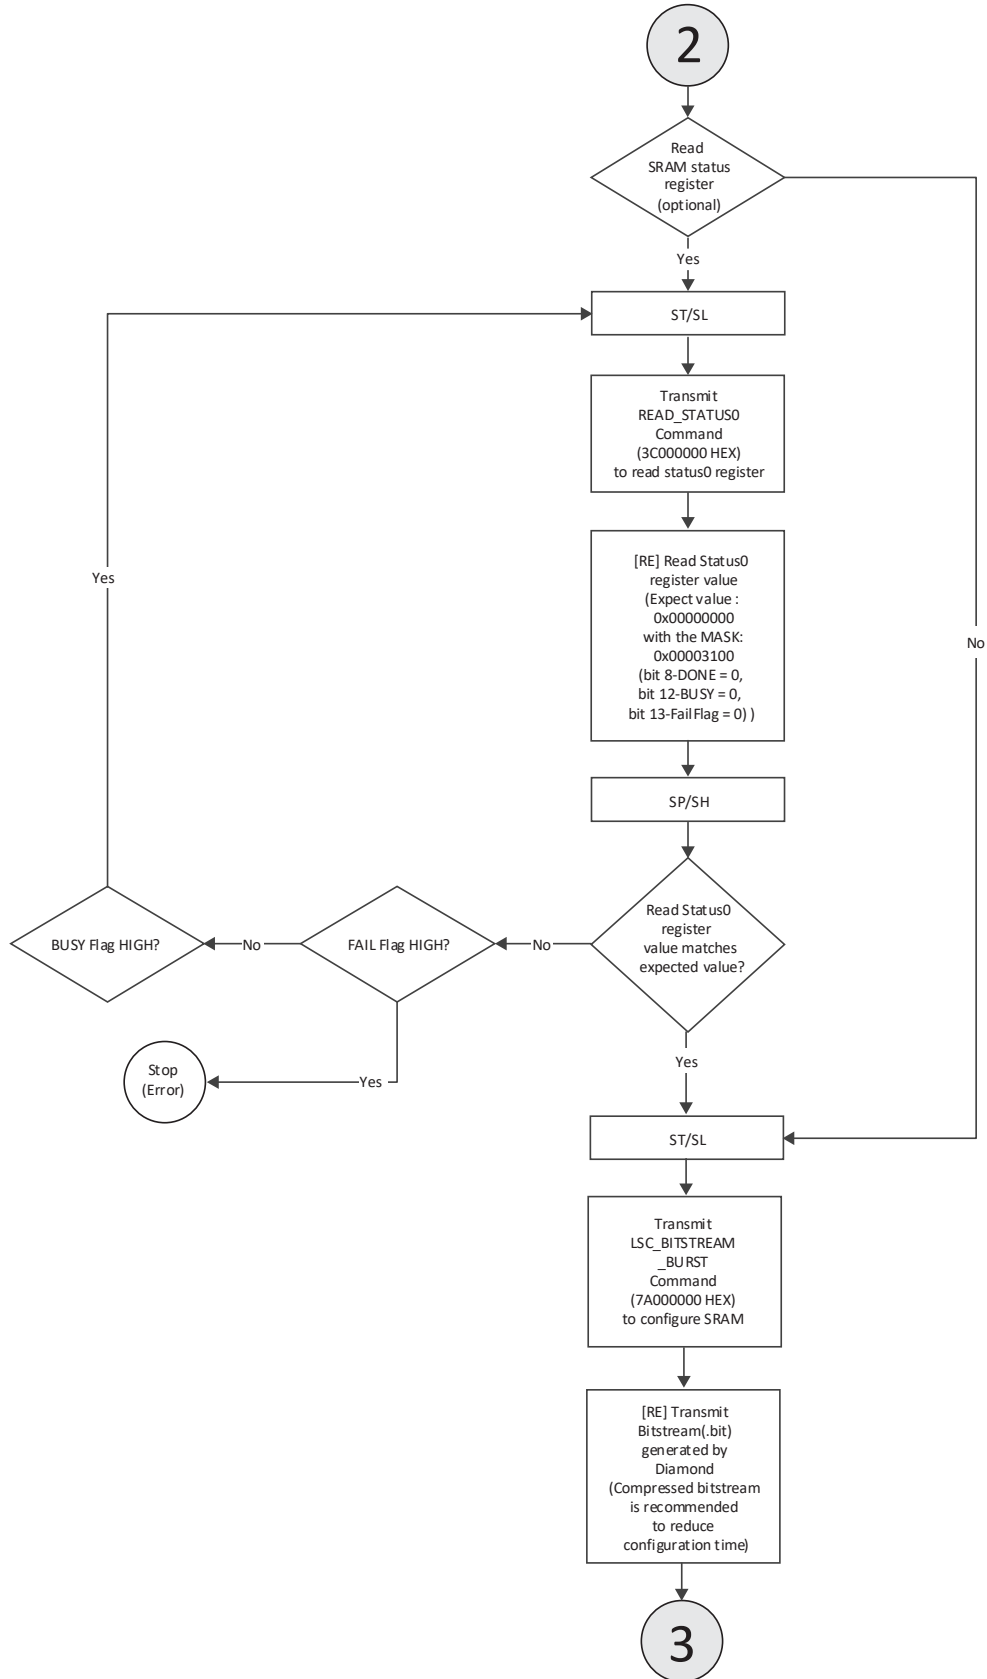 2
Read
SRAM status
register
(optional)
Yes
ST/SL
Transmit
READ_STATUS0
Command
(3C000000 HEX)
to read status0 register
Yes
[RE] Read Status0
register value
(Expect value :
0x00000000
with the MASK:
0x00003100
(bit 8-DONE = 0,
bit 12-BUSY = 0,
bit 13-Fail Flag = 0) )
No
SP/SH
Read Status0
register
value matches
expected value?
No
FAIL Flag HIGH?
No
BUSY Flag HIGH?
Yes
Stop
(Error)
Yes
ST/SL
Transmit
LSC_BITSTREAM
_BURST
Command
(7A000000 HEX)
to configure SRAM
[RE] Transmit
Bitstream(.bit)
generated by
Diamond
(Compressed bitstream
is recommended
to reduce
configuration time)
3